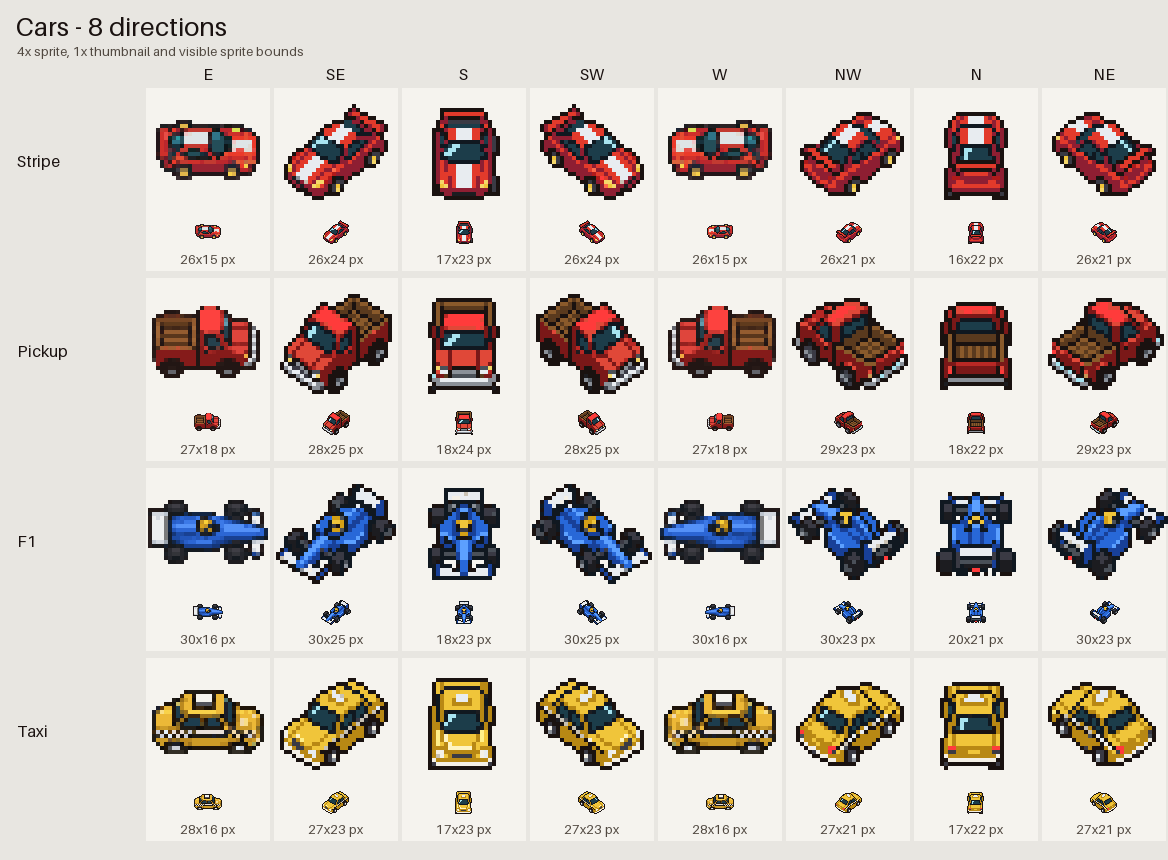 Cars - 8 directions
4x sprite, 1x thumbnail and visible sprite bounds
E SE S SW W NW N NE
Stripe
26x15 px 26x24 px 17x23 px 26x24 px 26x15 px 26x21 px 16x22 px 26x21 px
Pickup
27x18 px 28x25 px 18x24 px 28x25 px 27x18 px 29x23 px 18x22 px 29x23 px
F1
30x16 px 30x25 px 18x23 px 30x25 px 30x16 px 30x23 px 20x21 px 30x23 px
Taxi
28x16 px 27x23 px 17x23 px 27x23 px 28x16 px 27x21 px 17x22 px 27x21 px